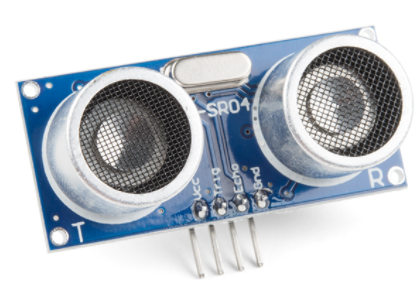 -SR04
Vcc
Trig
Echo
Gnd
T
R